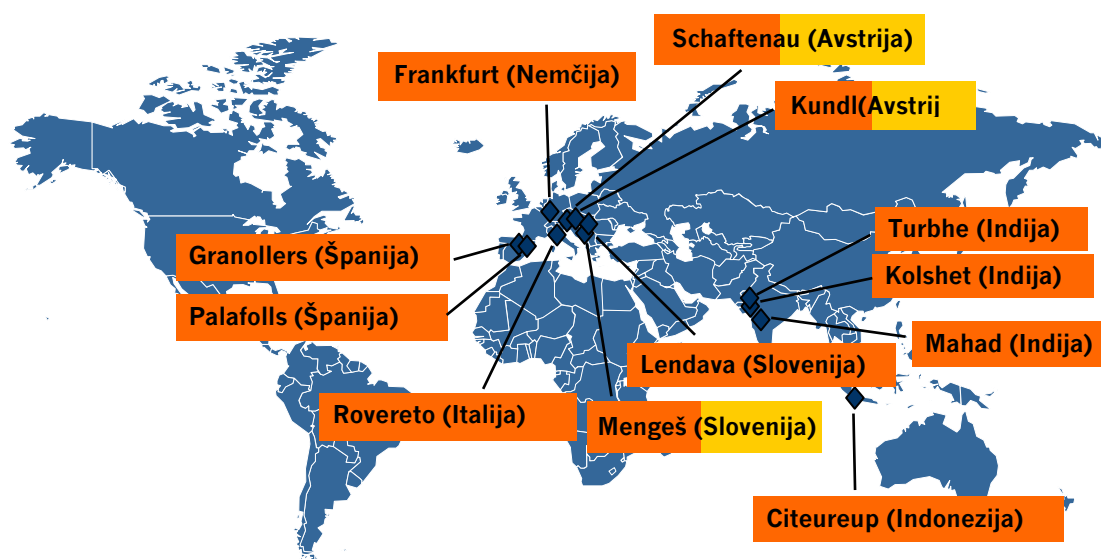 Schaftenau (Avstrija)
Frankfurt (Nemčija)
Kundl(Avstrij
Turbhe (Indija)
Granollers (Španija)
Kolshet (Indija)
Palafolls (Španija)
Mahad (Indija)
Lendava (Slovenija)
Rovereto (Italija)
Mengeš (Slovenija)
Citeureup (Indonezija)